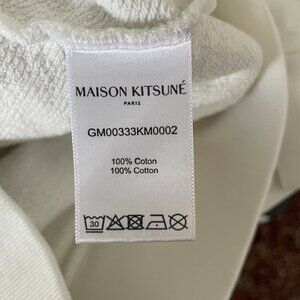 MAISON KITSUNÉ
PARIS
GM00333KM0002
100% Coton
100% Cotton
30